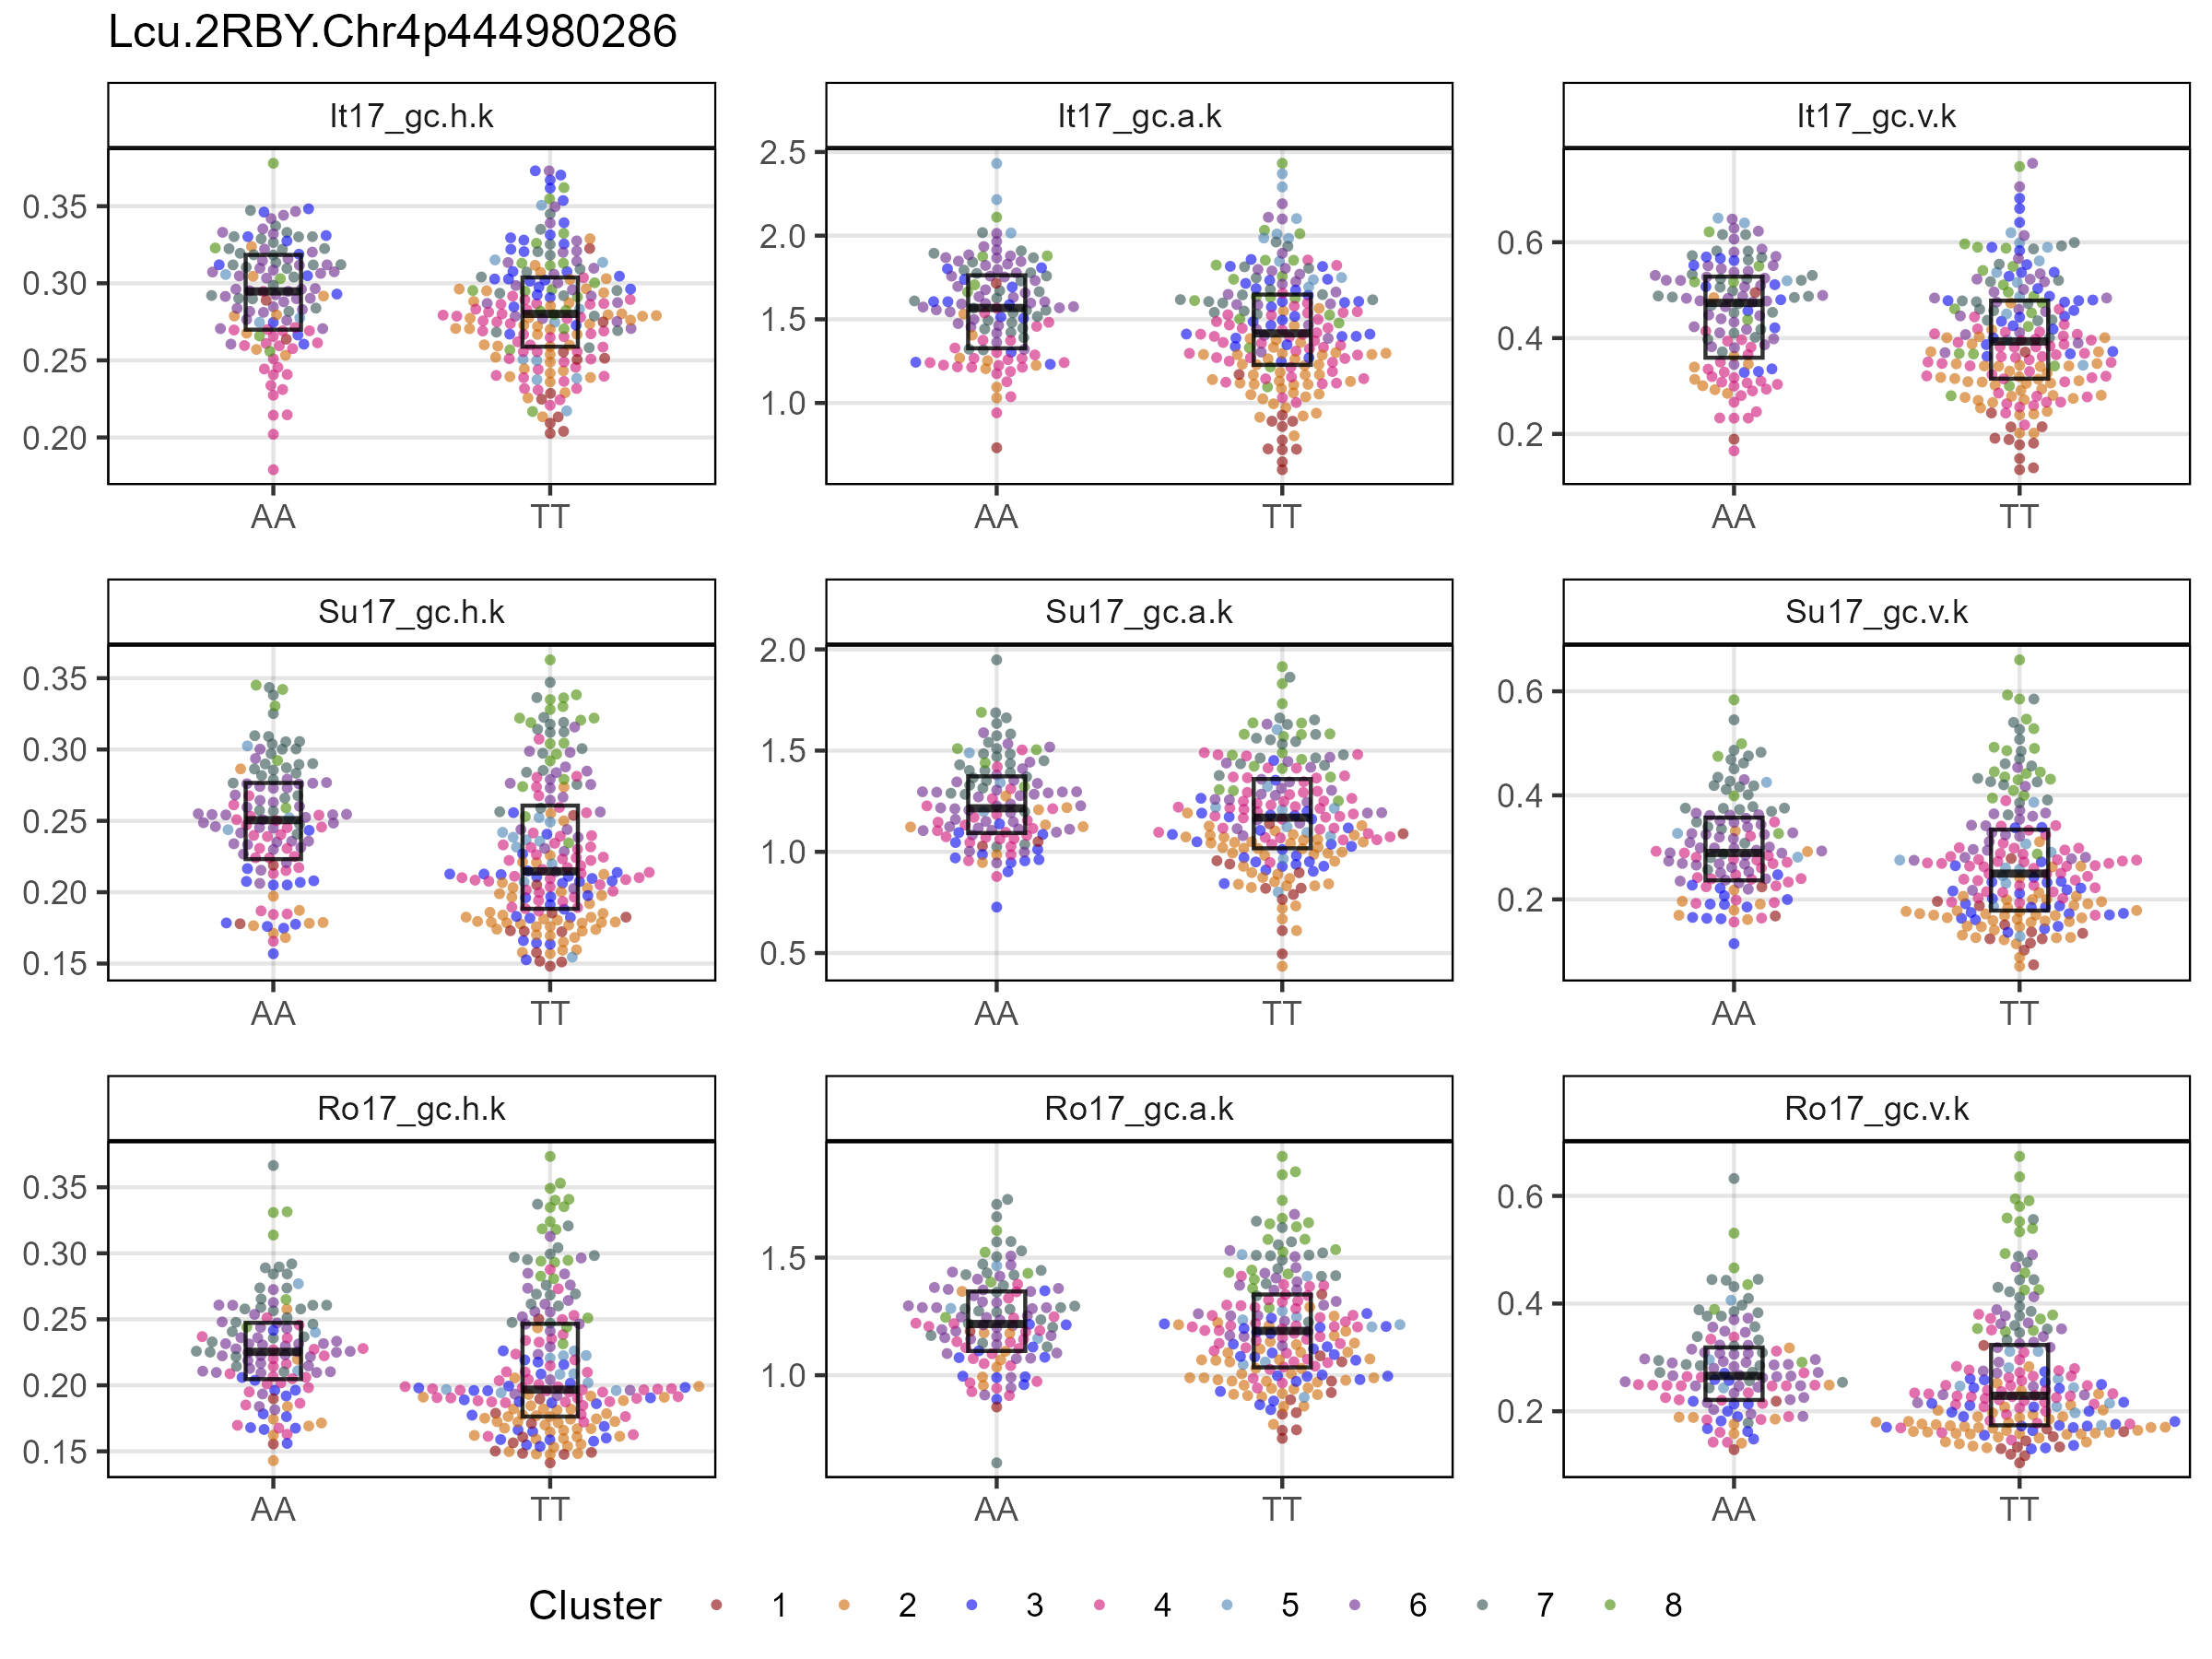 Lcu.2RBY.Chr4p444980286
It17_gc.h.k
It17_gc.a.k
It17_gc.v.k
0.35
0.30
0.25
0.20
AA
TT
2.5
2.0
1.5
1.0
AA
TT
0.6
0.4
0.2
AA
TT
Su17_gc.h.k
Su17_gc.a.k
Su17_gc.v.k
0.35
0.30
0.25
0.20
0.15
AA
TT
2.0
1.5
1.0
0.5
AA
TT
0.6
0.4
0.2
AA
TT
Ro17_gc.h.k
Ro17_gc.a.k
Ro17_gc.v.k
0.35
0.30
0.25
0.20
0.15
AA
TT
1.5
1.0
AA
TT
0.6
0.4
0.2
AA
TT
Cluster 1 2 3 4 5 6 7 8